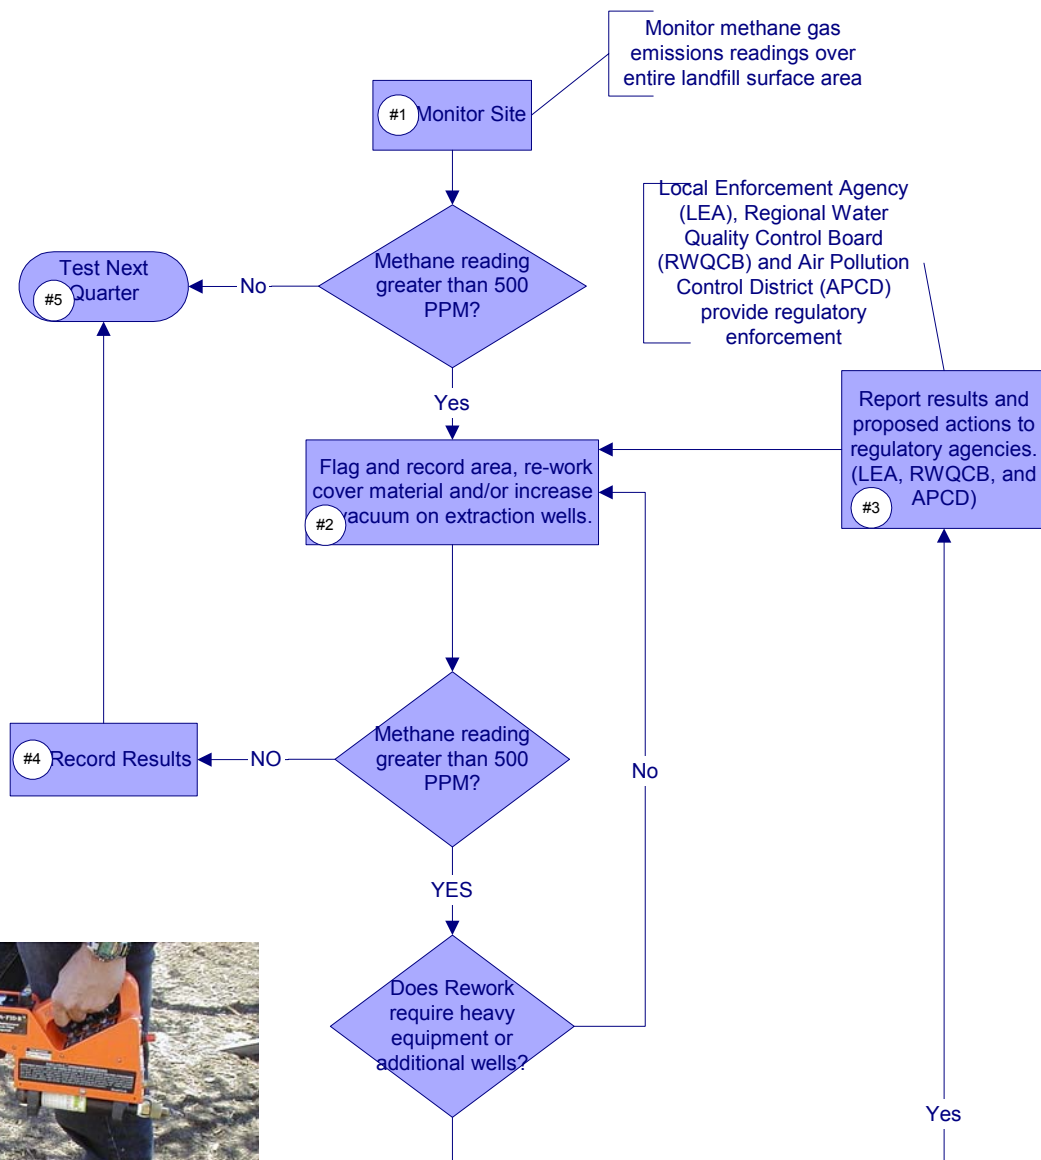 Monitor methane gas
emissions readings over
entire landfill surface area
#1 Monitor Site
Local Enforcement Agency
(LEA), Regional Water
Quality Control Board
(RWQCB) and Air Pollution
Control District (APCD)
provide regulatory
enforcement
Methane reading
greater than 500
PPM?
No
Test Next
Quarter
#5
Yes
Report results and
proposed actions to
regulatory agencies.
(LEA, RWQCB, and
APCD)
#3
Flag and record area, re-work
cover material and/or increase
vacuum on extraction wells.
#2
Methane reading
greater than 500
PPM?
NO
#4 Record Results
No
YES
Does Rework
require heavy
equipment or
additional wells?
Yes